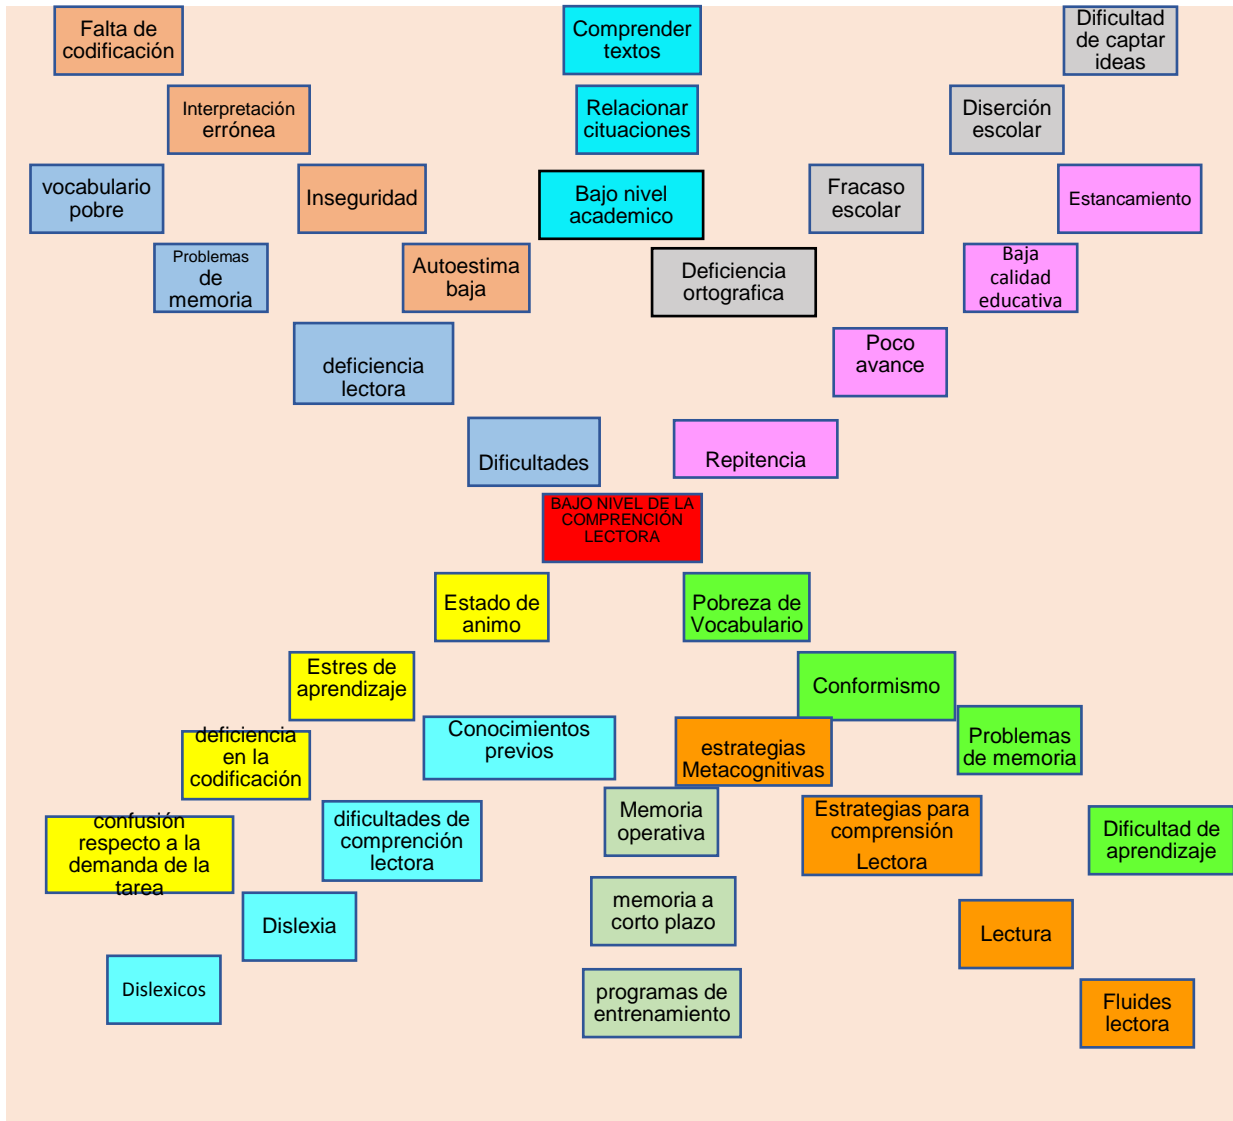 Falta de
codificación
Comprender
textos
Dificultad
de captar
ideas
Interpretación
errónea
Relacionar
cituaciones
Diserción
escolar
vocabulario
pobre
Inseguridad
Bajo nivel
academico
Fracaso
escolar
Estancamiento
Problemas
de
memoria
Autoestima
baja
Deficiencia
ortografica
Baja
calidad
educativa
deficiencia
lectora
Poco
avance
Dificultades
Repitencia
BAJO NIVEL DE LA
COMPRENCIÓN
LECTORA
Estado de
animo
Pobreza de
Vocabulario
Estres de
aprendizaje
Conformismo
deficiencia
en la
codificación
Conocimientos
previos
estrategias
Metacognitivas
Problemas
de memoria
confusión
respecto a la
demanda de la
tarea
dificultades de
comprención
lectora
Memoria
operativa
Estrategias para
comprensión
Lectora
Dificultad de
aprendizaje
Dislexia
memoria a
corto plazo
Lectura
Dislexicos
programas de
entrenamiento
Fluides
lectora